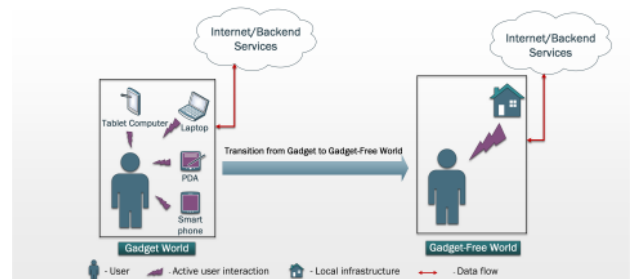 Internet/Backend
Services
Internet/Backend
Services
Tablet Computer
Laptop
PDA
Smart
phone
Transition from Gadget to Gadget-Free World
Gadget World
Gadget-Free World
- User
- Active user interaction
- Local infrastructure
- Data flow